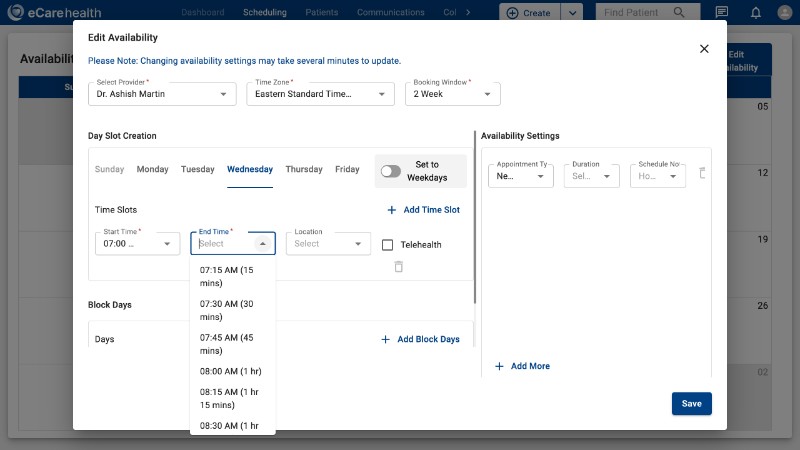 eCarehealth
Dashboard
Scheduling
Patients
Communications
Col
Create
Find Patient
Edit Availability
Please Note: Changing availability settings may take several minutes to update.
Availability
Edit
Su
05
12
19
26
02
Select Provider *
Dr. Ashish Martin
Time Zone *
Eastern Standard Time...
Booking Window *
2 Week
Day Slot Creation
Sunday
Monday
Tuesday
Wednesday
Thursday
Friday
Set to
Weekdays
Time Slots
Add Time Slot
Start Time *
07:00 ...
End Time *
Select
Location
Select
Telehealth
07:15 AM (15
mins)
07:30 AM (30
mins)
07:45 AM (45
mins)
08:00 AM (1 hr)
08:15 AM (1 hr
15 mins)
08:30 AM (1 hr
Block Days
Days
Add Block Days
Availability Settings
Appointment Ty
Ne...
Duration
Sel...
Schedule No
Ho...
Add More
Save